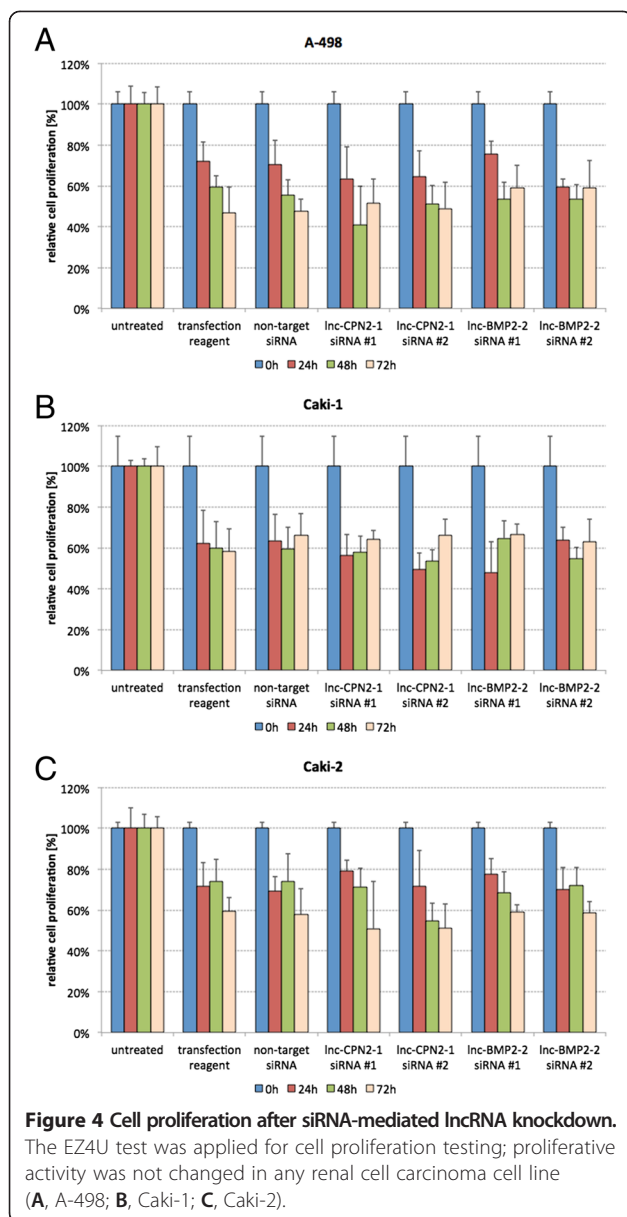 A
A-498
120%
100%
80%
60%
40%
20%
0%
relative cell proliferation [%]
untreated transfection reagent non-target siRNA lnc-CPN2-1 siRNA #1 lnc-CPN2-1 siRNA #2 lnc-BMP2-2 siRNA #1 lnc-BMP2-2 siRNA #2
0h 24h 48h 72h
B
Caki-1
120%
100%
80%
60%
40%
20%
0%
relative cell proliferation [%]
untreated transfection reagent non-target siRNA lnc-CPN2-1 siRNA #1 lnc-CPN2-1 siRNA #2 lnc-BMP2-2 siRNA #1 lnc-BMP2-2 siRNA #2
0h 24h 48h 72h
C
Caki-2
120%
100%
80%
60%
40%
20%
0%
relative cell proliferation [%]
untreated transfection reagent non-target siRNA lnc-CPN2-1 siRNA #1 lnc-CPN2-1 siRNA #2 lnc-BMP2-2 siRNA #1 lnc-BMP2-2 siRNA #2
0h 24h 48h 72h
Figure 4 Cell proliferation after siRNA-mediated lncRNA knockdown.
The EZ4U test was applied for cell proliferation testing; proliferative
activity was not changed in any renal cell carcinoma cell line
(A, A-498; B, Caki-1; C, Caki-2).